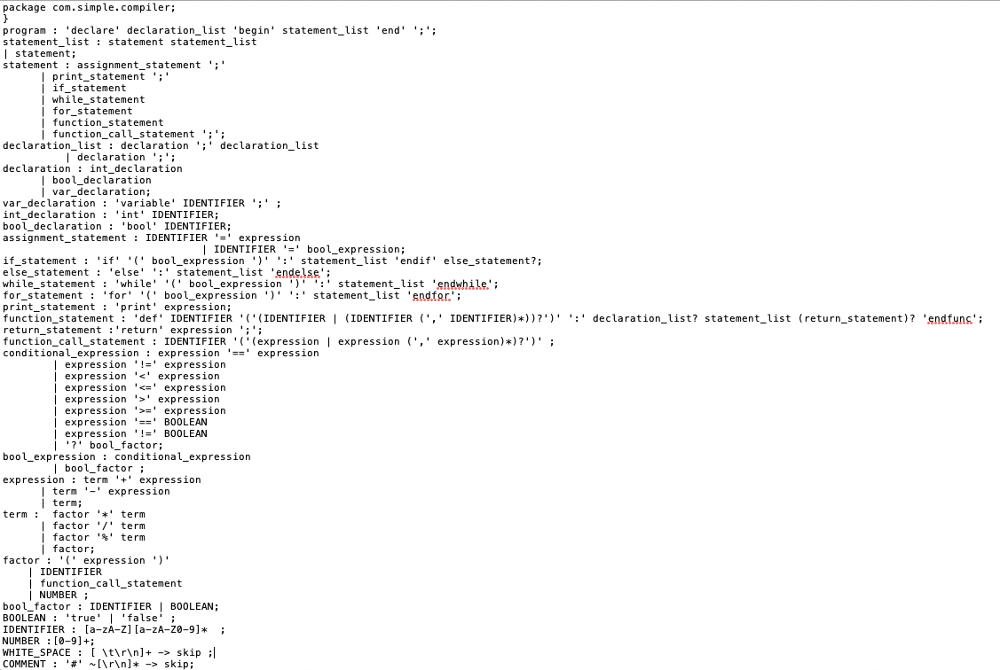 package com.simple.compiler;
}
program : 'declare' declaration_list 'begin' statement_list 'end' ';';
statement_list : statement statement_list
| statement;
statement : assignment_statement ';'
| print_statement ';'
| if_statement
| while_statement
| for_statement
| function_statement
| function_call_statement ';';
declaration_list : declaration ';' declaration_list
| declaration ';';
declaration : int_declaration
| bool_declaration
| var_declaration;
var_declaration : 'variable' IDENTIFIER ';' ;
int_declaration : 'int' IDENTIFIER;
bool_declaration : 'bool' IDENTIFIER;
assignment_statement : IDENTIFIER '=' expression
| IDENTIFIER '=' bool_expression;
if_statement : 'if' '(' bool_expression ')' ':' statement_list 'endif' else_statement?;
else_statement : 'else' ':' statement_list 'endelse';
while_statement : 'while' '(' bool_expression ')' ':' statement_list 'endwhile';
for_statement : 'for' '(' bool_expression ')' ':' statement_list 'endfor';
print_statement : 'print' expression;
function_statement : 'def' IDENTIFIER '('(IDENTIFIER | (IDENTIFIER (',' IDENTIFIER)*))?')' ':' declaration_list? statement_list (return_statement)? 'endfunc';
return_statement :'return' expression ';';
function_call_statement : IDENTIFIER '('(expression | expression (',' expression)*)?')' ;
conditional_expression : expression '==' expression
| expression '!=' expression
| expression '<' expression
| expression '<=' expression
| expression '>' expression
| expression '>=' expression
| expression '==' BOOLEAN
| expression '!=' BOOLEAN
| '?' bool_factor;
bool_expression : conditional_expression
| bool_factor ;
expression : term '+' expression
| term '-' expression
| term;
term : factor '*' term
| factor '/' term
| factor '%' term
| factor;
factor : '(' expression ')'
| IDENTIFIER
| function_call_statement
| NUMBER ;
bool_factor : IDENTIFIER | BOOLEAN;
BOOLEAN : 'true' | 'false' ;
IDENTIFIER : [a-zA-Z][a-zA-Z0-9]* ;
NUMBER :[0-9]+;
WHITE_SPACE : [ \t\r\n]+ -> skip ;
COMMENT : '#' ~[\r\n]* -> skip;